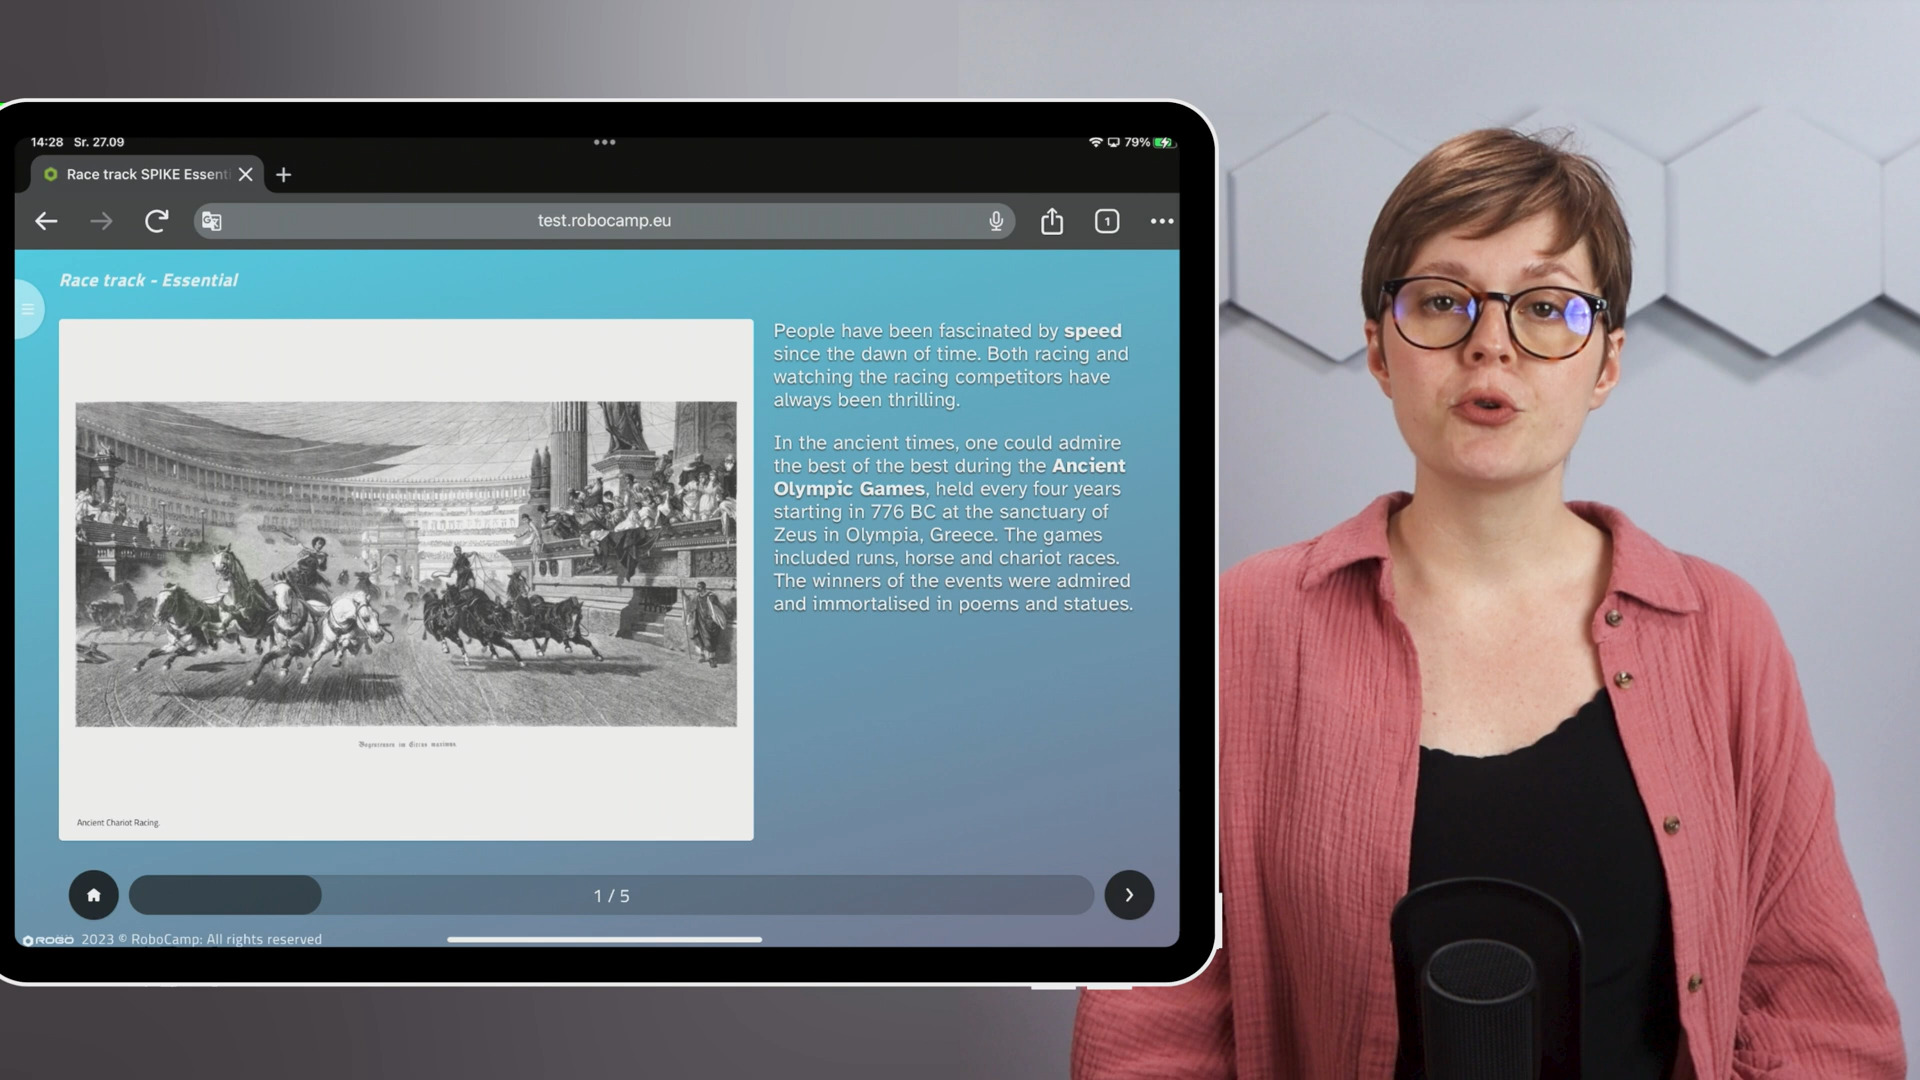 14:28 Sr. 27.09
79%
Race track SPIKE Essenti
test.robocamp.eu
1
Race track - Essential
People have been fascinated by speed
since the dawn of time. Both racing and
watching the racing competitors have
always been thrilling.
In the ancient times, one could admire
the best of the best during the Ancient
Olympic Games, held every four years
starting in 776 BC at the sanctuary of
Zeus in Olympia, Greece. The games
included runs, horse and chariot races.
The winners of the events were admired
and immortalised in poems and statues.
im Circus maximus.
Ancient Chariot Racing.
1 / 5
ROBO 2023 © RoboCamp: All rights reserved